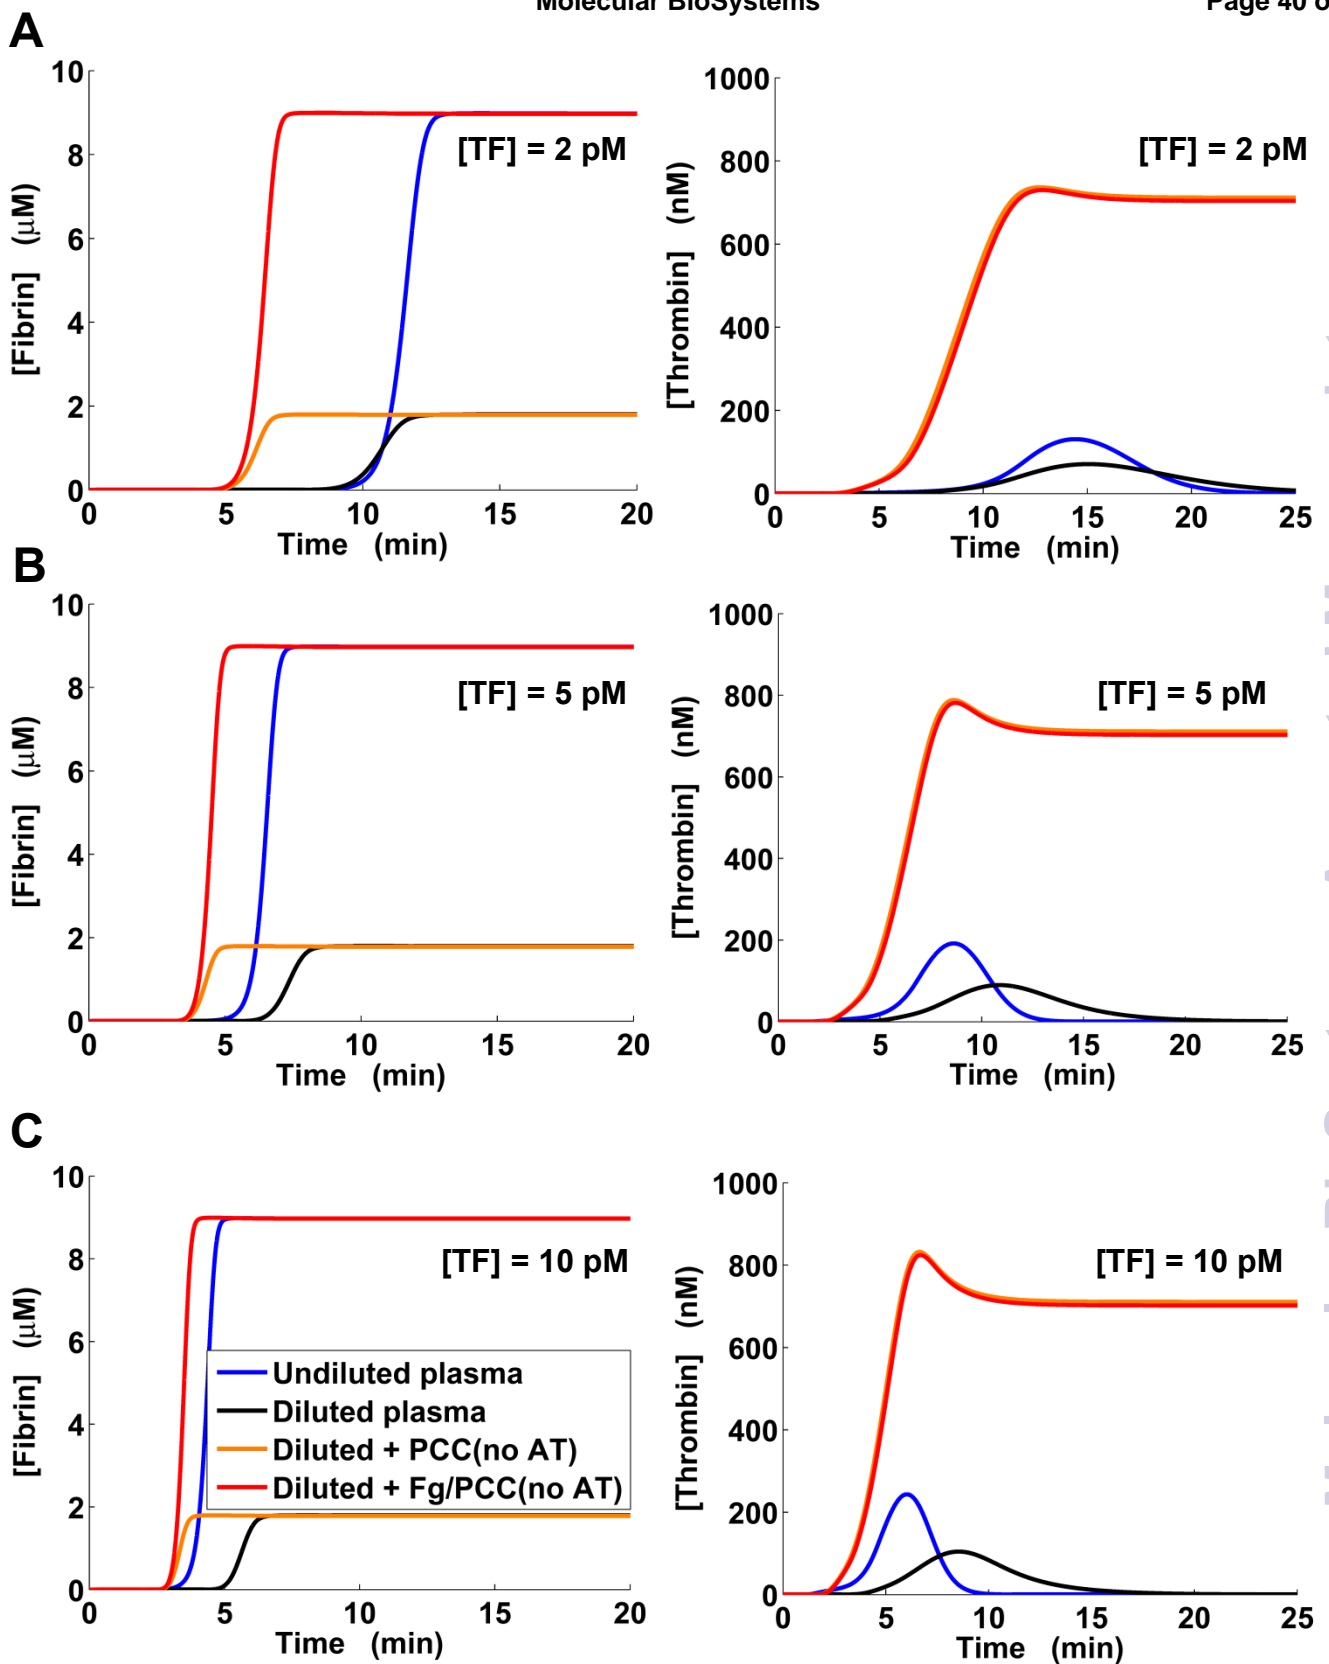 Molecular BioSystems
Page 40 o
A
10
8
6
4
2
0
0 5 10 15 20
[Fibrin] (μM)
Time (min)
[TF] = 2 pM
1000
800
600
400
200
0
0 5 10 15 20 25
[Thrombin] (nM)
Time (min)
[TF] = 2 pM
B
10
8
6
4
2
0
0 5 10 15 20
[Fibrin] (μM)
Time (min)
[TF] = 5 pM
1000
800
600
400
200
0
0 5 10 15 20 25
[Thrombin] (nM)
Time (min)
[TF] = 5 pM
C
10
8
6
4
2
0
0 5 10 15 20
[Fibrin] (μM)
Time (min)
[TF] = 10 pM
Undiluted plasma
Diluted plasma
Diluted + PCC(no AT)
Diluted + Fg/PCC(no AT)
1000
800
600
400
200
0
0 5 10 15 20 25
[Thrombin] (nM)
Time (min)
[TF] = 10 pM